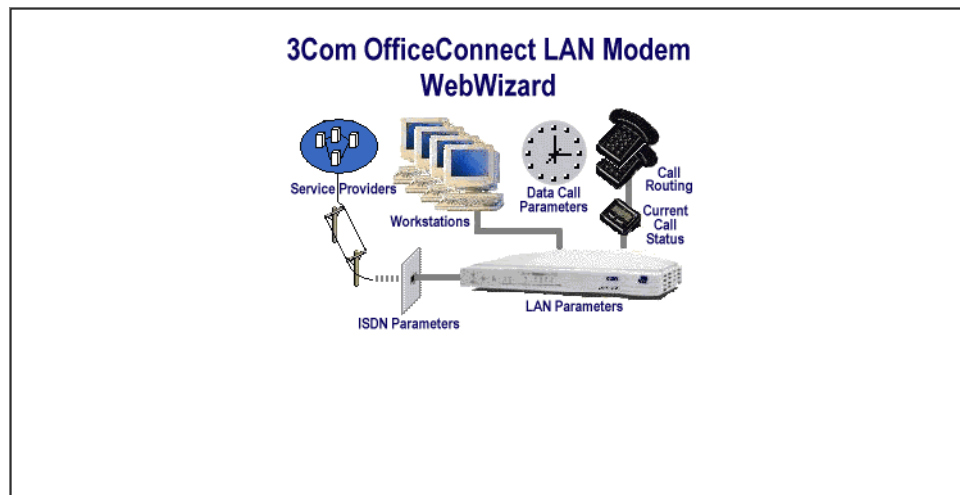 3Com OfficeConnect LAN Modem
WebWizard
Service Providers
Workstations
Data Call
Parameters
Call
Routing
Current
Call
Status
ISDN Parameters
LAN Parameters